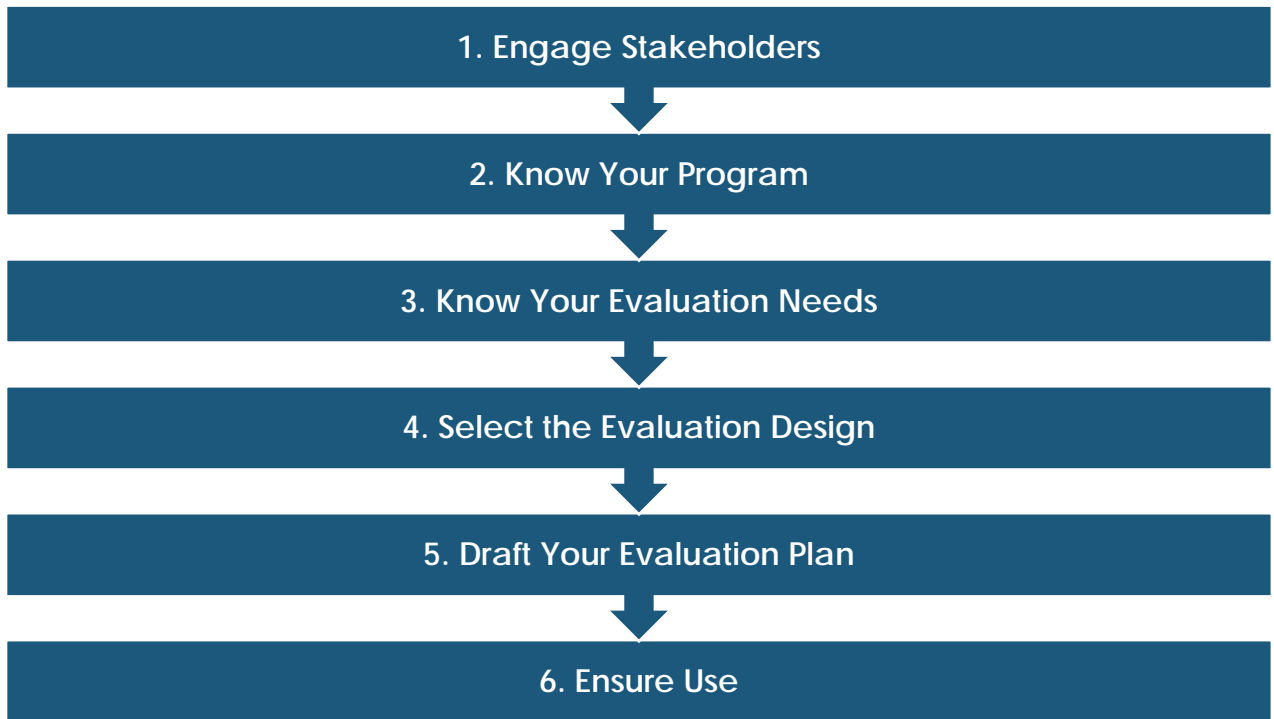 1. Engage Stakeholders
2. Know Your Program
3. Know Your Evaluation Needs
4. Select the Evaluation Design
5. Draft Your Evaluation Plan
6. Ensure Use